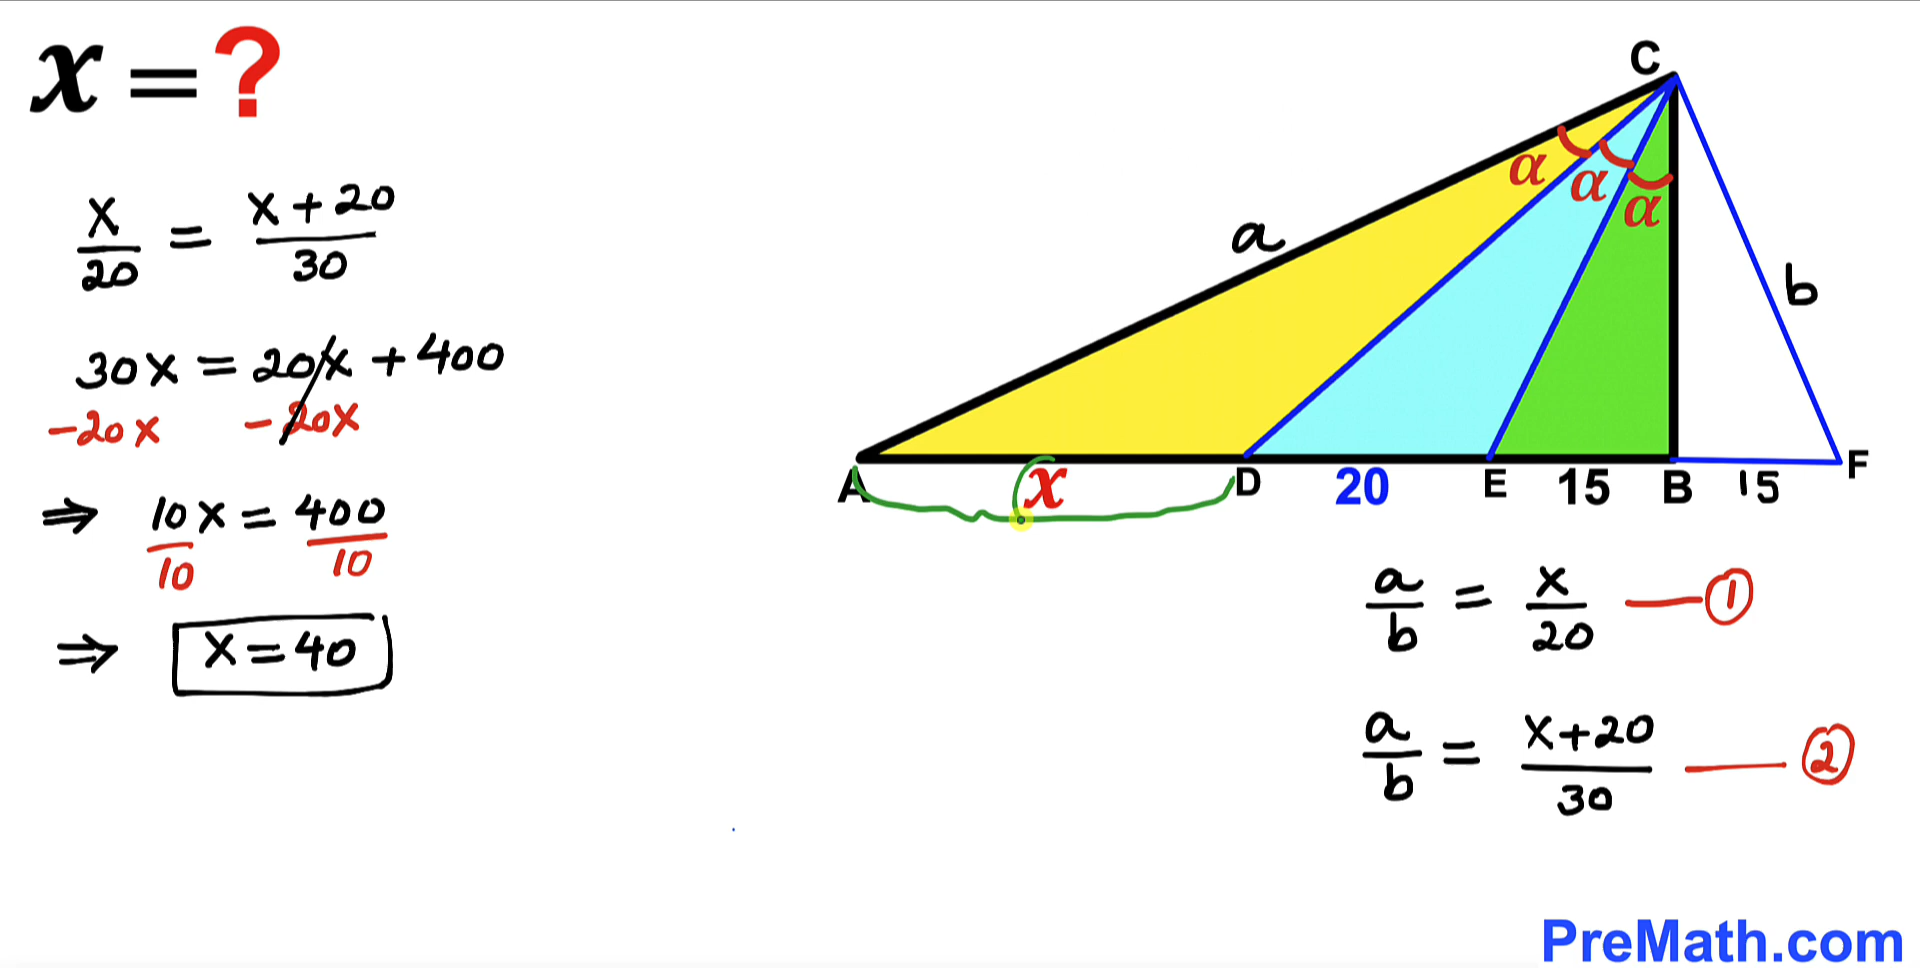 x = ?
x/20 = x + 20/30
30x = 20x + 400
-20x -20x
⇒ 10x/10 = 400/10
⇒ x = 40
C
α α α
a
b
A x D 20 E 15 B 15 F
a/b = x/20 — ①
a/b = x+20/30 — ②
PreMath.com